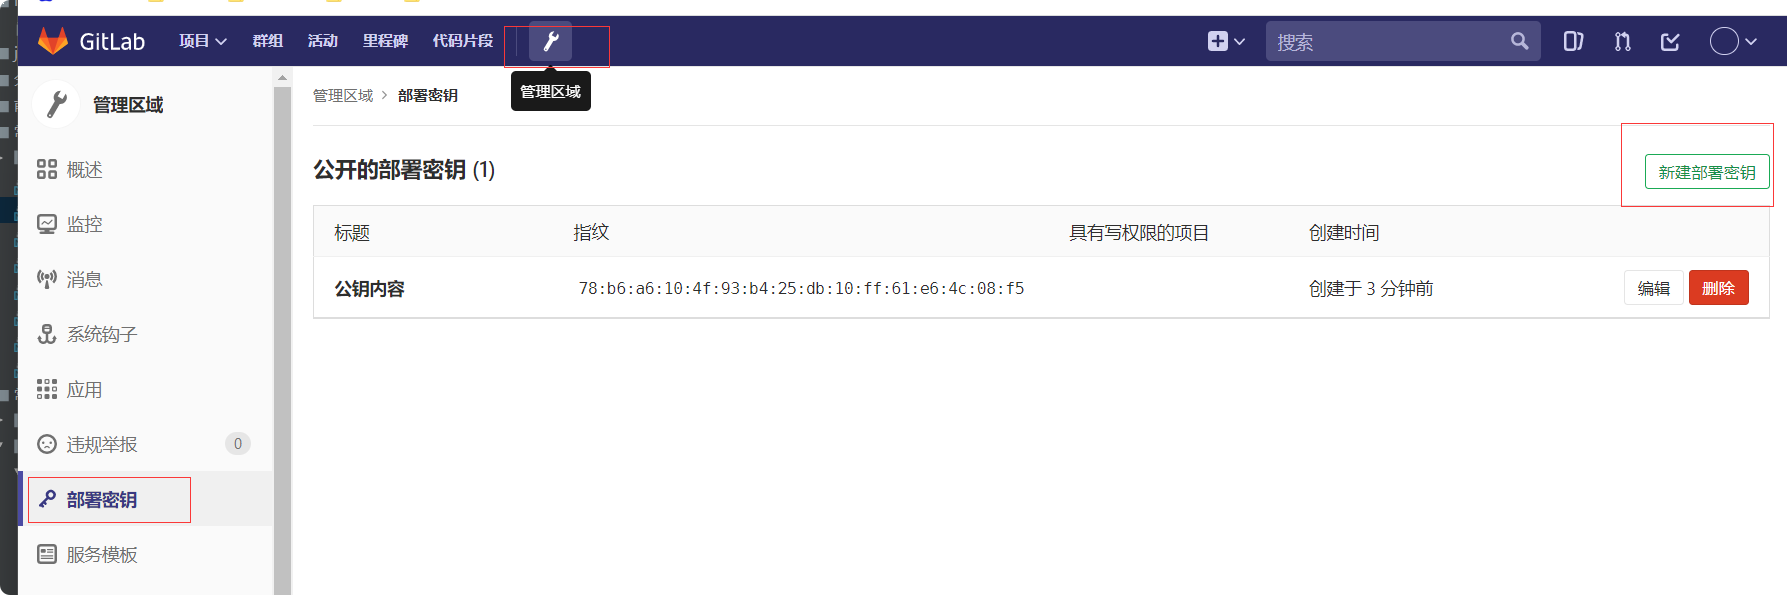 GitLab 项目 群组 活动 里程碑 代码片段 搜索
管理区域
管理区域
概述
监控
消息
系统钩子
应用
违规举报 0
部署密钥
服务模板
管理区域 > 部署密钥
公开的部署密钥 (1)
新建部署密钥
标题 指纹 具有写权限的项目 创建时间
公钥内容 78:b6:a6:10:4f:93:b4:25:db:10:ff:61:e6:4c:08:f5 创建于 3 分钟前 编辑 删除